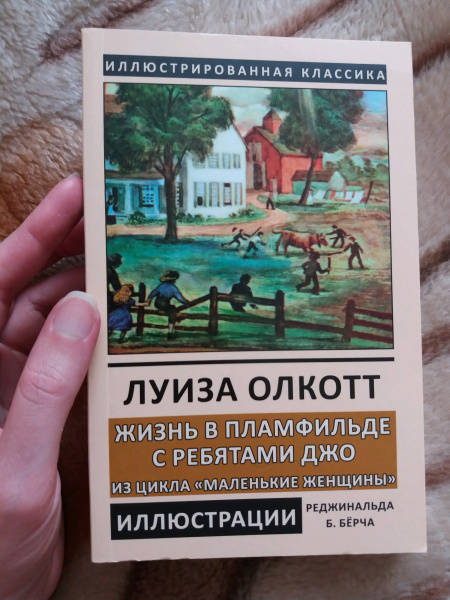 ИЛЛЮСТРИРОВАННАЯ КЛАССИКА
ЛУИЗА ОЛКОТТ
ЖИЗНЬ В ПЛАМФИЛЬДЕ
С РЕБЯТАМИ ДЖО
ИЗ ЦИКЛА «МАЛЕНЬКИЕ ЖЕНЩИНЫ»
ИЛЛЮСТРАЦИИ
РЕДЖИНАЛЬДА
Б. БЁРЧА